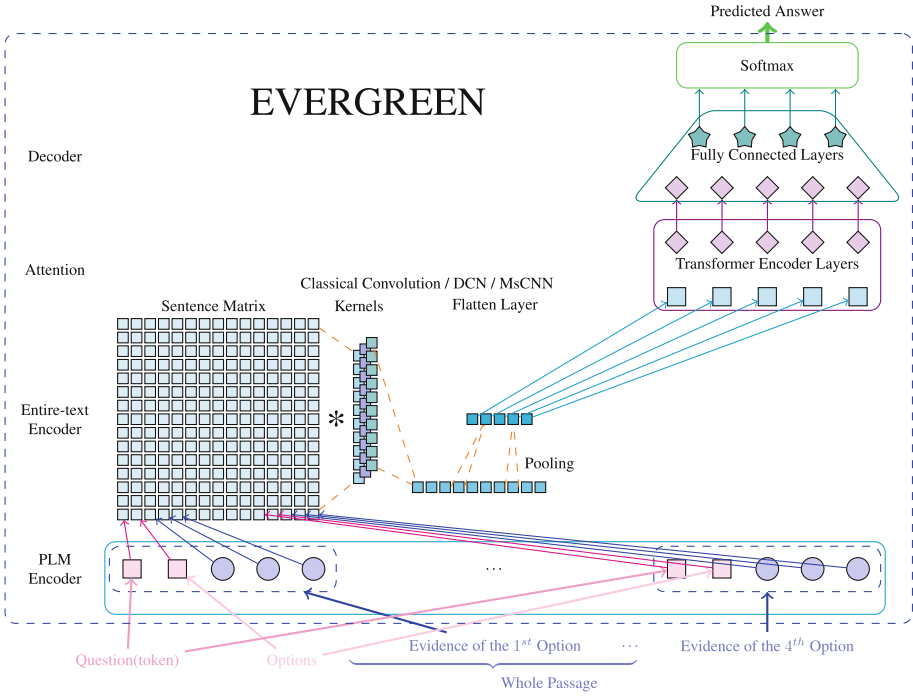 Predicted Answer
Softmax
EVERGREEN
Decoder
Fully Connected Layers
Attention
Transformer Encoder Layers
Classical Convolution / DCN / MsCNN
Sentence Matrix
Kernels
Flatten Layer
Entire-text
Encoder
*
Pooling
PLM
Encoder
...
Evidence of the 1st Option
...
Evidence of the 4th Option
Question(token)
Options
Whole Passage